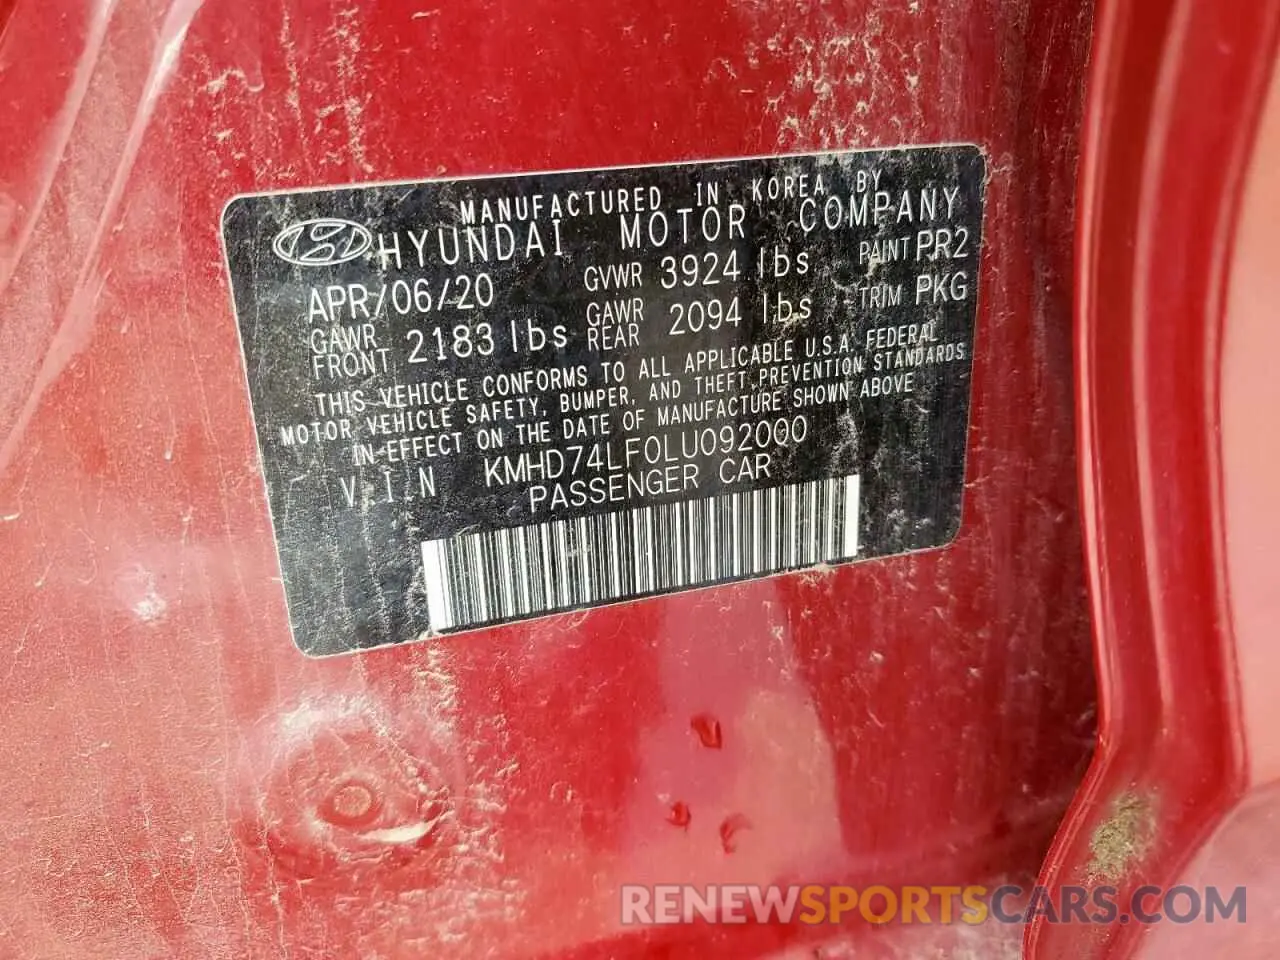 MANUFACTURED IN KOREA BY
HYUNDAI MOTOR COMPANY
APR/06/20 GVWR 3924 lbs PAINT PR2
GAWR FRONT 2183 lbs GAWR REAR 2094 lbs TRIM PKG
THIS VEHICLE CONFORMS TO ALL APPLICABLE U.S.A. FEDERAL
MOTOR VEHICLE SAFETY, BUMPER, AND THEFT PREVENTION STANDARDS
IN EFFECT ON THE DATE OF MANUFACTURE SHOWN ABOVE
V.I.N KMHD74LF0LU092000
PASSENGER CAR
RENEWSPORTSCARS.COM